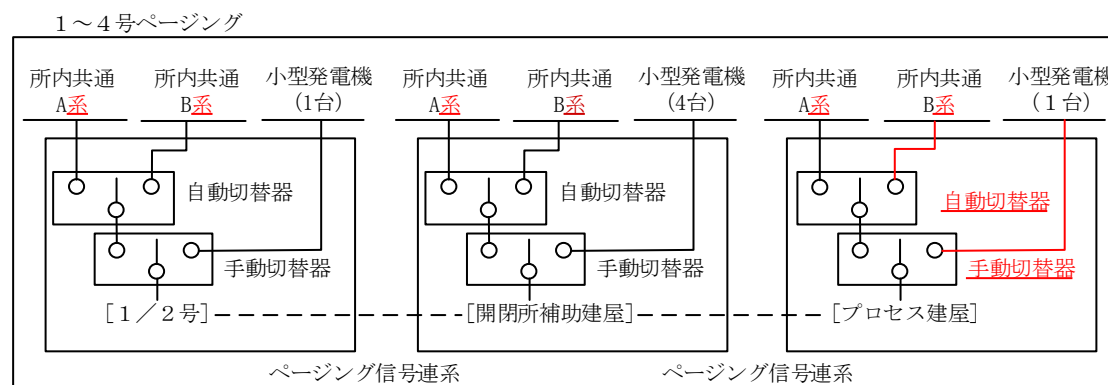 1~4号ページング
所内共通 所内共通 小型発電機 所内共通 所内共通 小型発電機 所内共通 所内共通 小型発電機
A系 B系 (1台) A系 B系 (4台) A系 B系 (1台)
自動切替器 自動切替器 自動切替器
手動切替器 手動切替器 手動切替器
[1/2号] [開閉所補助建屋] [プロセス建屋]
ページング信号連系 ページング信号連系